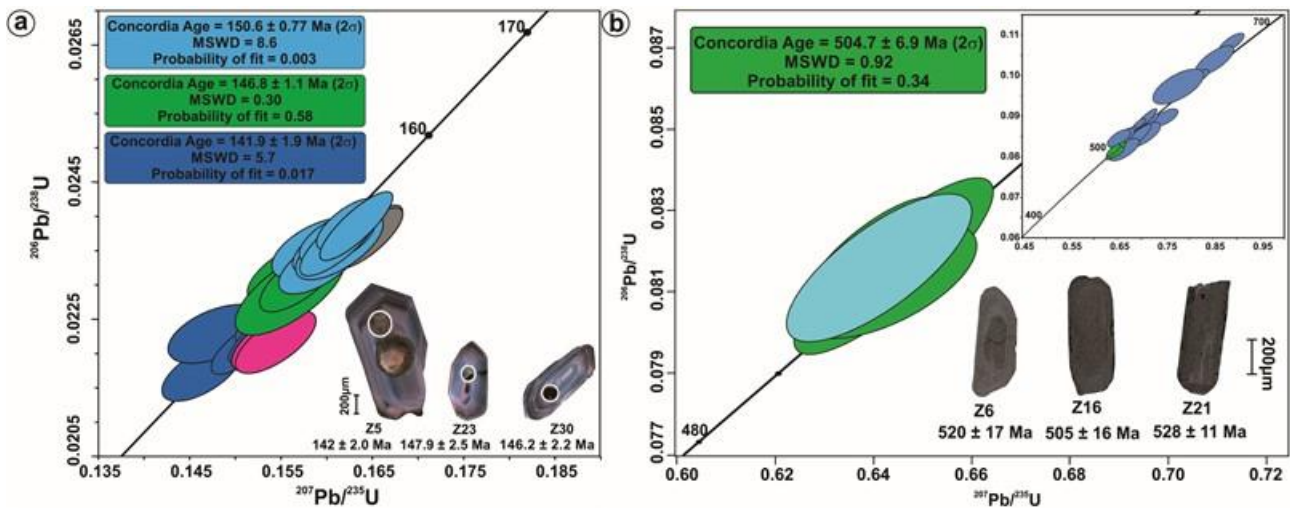 a
Concordia Age = 150.6 ± 0.77 Ma (2σ)
MSWD = 8.6
Probability of fit = 0.003
Concordia Age = 146.8 ± 1.1 Ma (2σ)
MSWD = 0.30
Probability of fit = 0.58
Concordia Age = 141.9 ± 1.9 Ma (2σ)
MSWD = 5.7
Probability of fit = 0.017
170
160
0.0265
0.0245
0.0225
0.0205
206Pb/238U
200µm
Z5
142 ± 2.0 Ma
Z23
147.9 ± 2.5 Ma
Z30
146.2 ± 2.2 Ma
0.135 0.145 0.155 0.165 0.175 0.185
207Pb/235U
b
Concordia Age = 504.7 ± 6.9 Ma (2σ)
MSWD = 0.92
Probability of fit = 0.34
0.087
0.085
0.083
0.081
0.079
0.077
206Pb/238U
480
700
500
400
0.11
0.10
0.09
0.08
0.07
0.06
0.45 0.55 0.65 0.75 0.85 0.95
200µm
Z6
520 ± 17 Ma
Z16
505 ± 16 Ma
Z21
528 ± 11 Ma
0.60 0.62 0.64 0.66 0.68 0.70 0.72
207Pb/235U